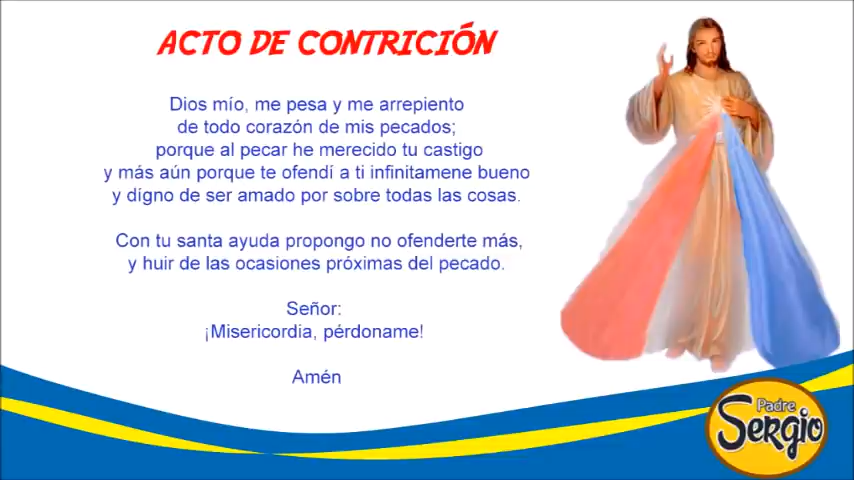 ACTO DE CONTRICIÓN
Dios mío, me pesa y me arrepiento
de todo corazón de mis pecados;
porque al pecar he merecido tu castigo
y más aún porque te ofendí a ti infinitamene bueno
y dígno de ser amado por sobre todas las cosas.
Con tu santa ayuda propongo no ofenderte más,
y huir de las ocasiones próximas del pecado.
Señor:
¡Misericordia, pérdoname!
Amén
Padre
Sergio